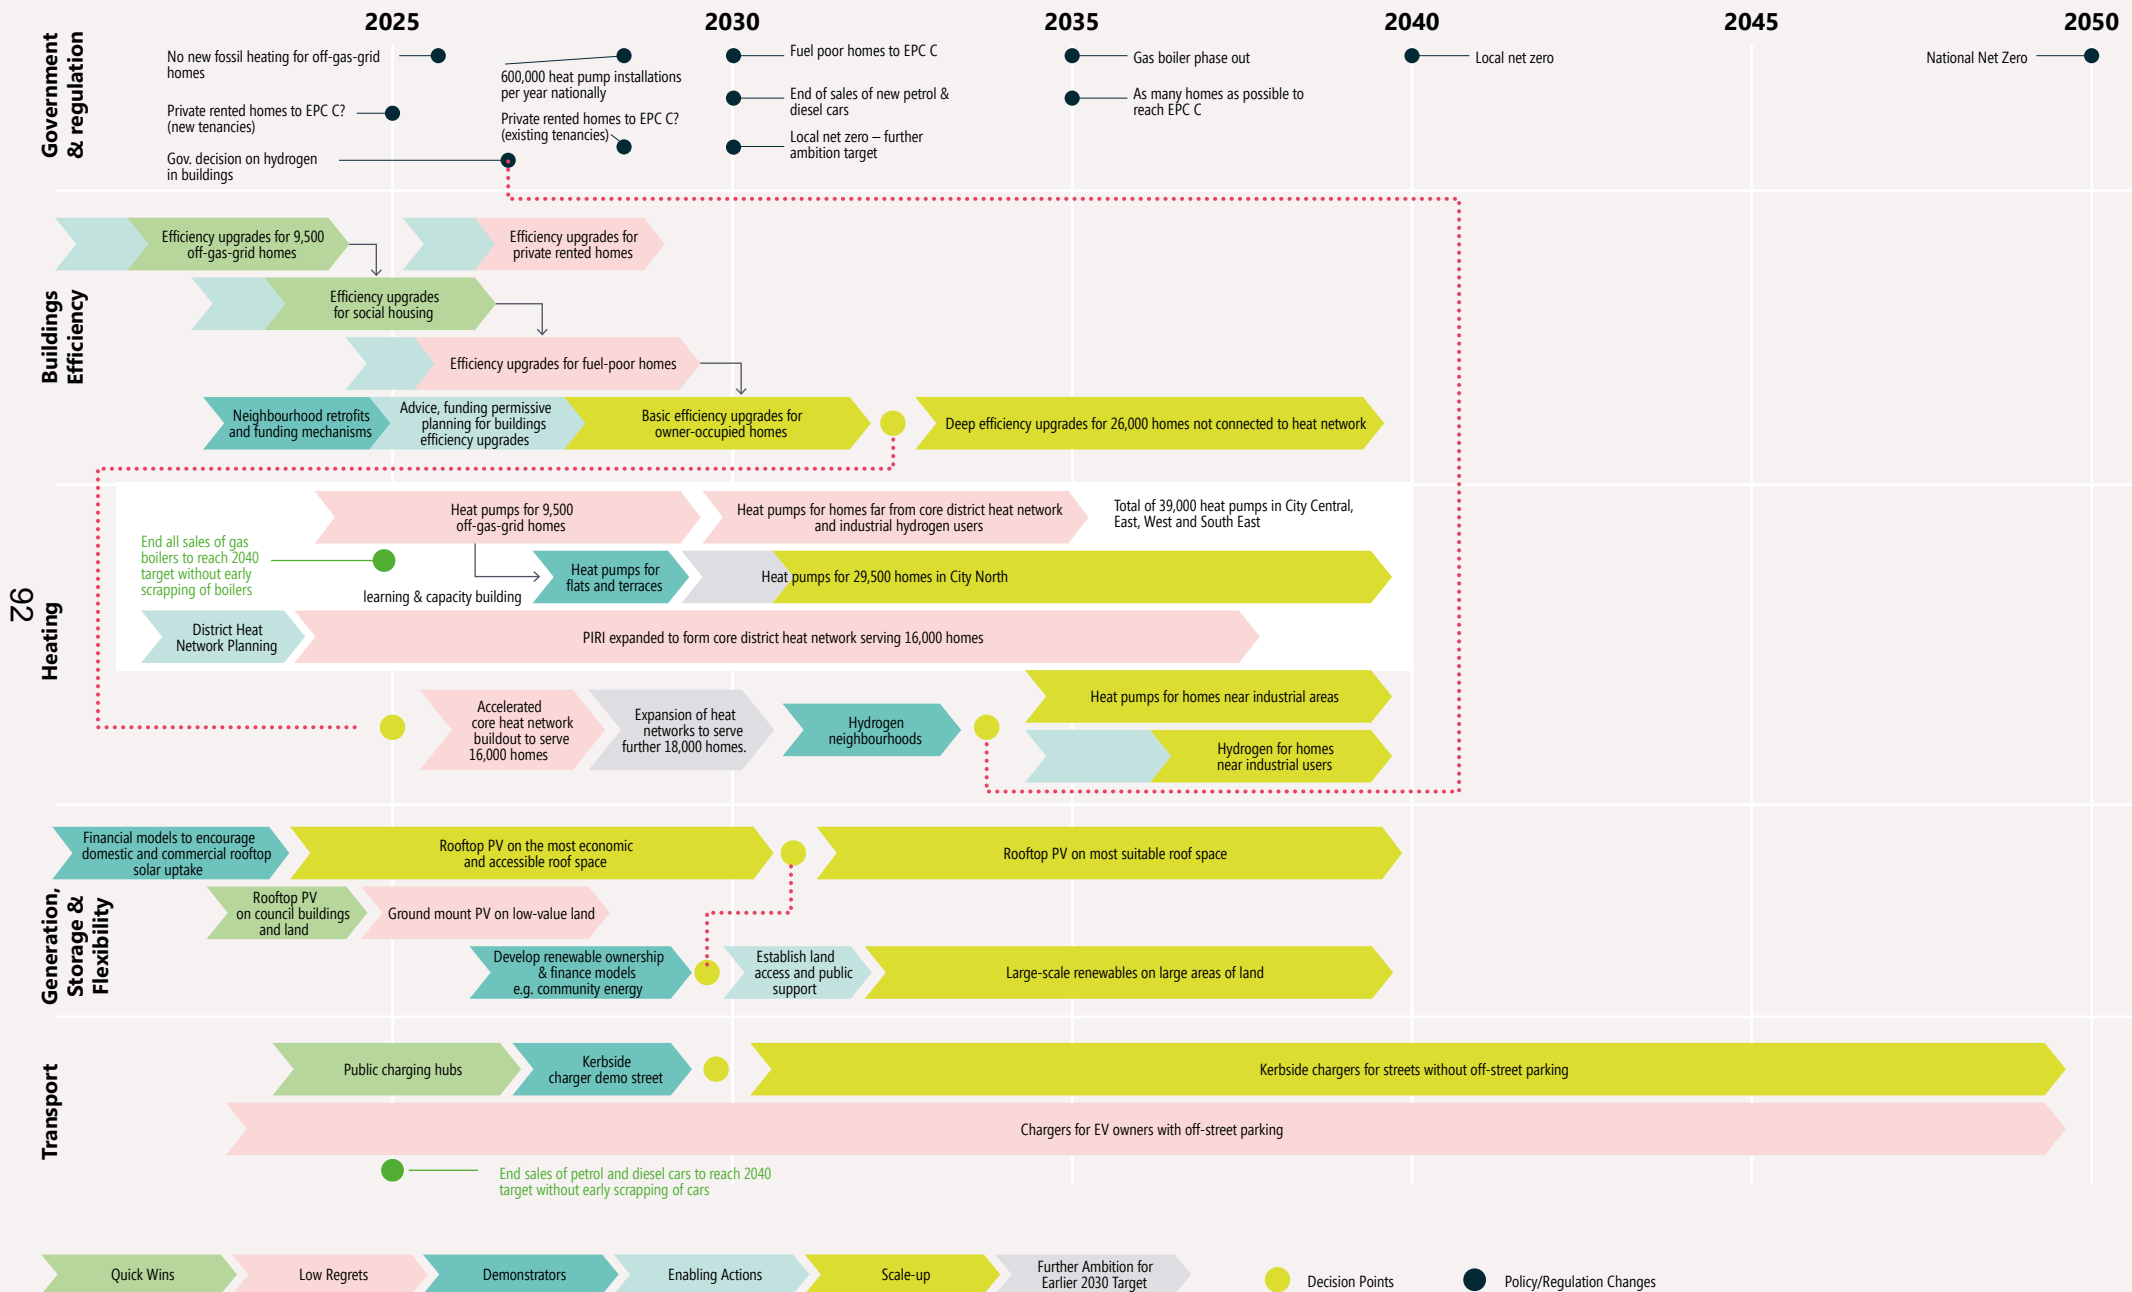 2025
2030
2035
2040
2045
2050
Government
& regulation
No new fossil heating for off-gas-grid
homes
Private rented homes to EPC C?
(new tenancies)
Gov. decision on hydrogen
in buildings
600,000 heat pump installations
per year nationally
Private rented homes to EPC C?
(existing tenancies)
Fuel poor homes to EPC C
End of sales of new petrol &
diesel cars
Local net zero – further
ambition target
Gas boiler phase out
As many homes as possible to
reach EPC C
Local net zero
National Net Zero
Buildings
Efficiency
Efficiency upgrades for 9,500
off-gas-grid homes
Efficiency upgrades for
private rented homes
Efficiency upgrades
for social housing
Efficiency upgrades for fuel-poor homes
Neighbourhood retrofits
and funding mechanisms
Advice, funding permissive
planning for buildings
efficiency upgrades
Basic efficiency upgrades for
owner-occupied homes
Deep efficiency upgrades for 26,000 homes not connected to heat network
92
Heating
Heat pumps for 9,500
off-gas-grid homes
Heat pumps for homes far from core district heat network
and industrial hydrogen users
Total of 39,000 heat pumps in City Central,
East, West and South East
End all sales of gas
boilers to reach 2040
target without early
scrapping of boilers
learning & capacity building
Heat pumps for
flats and terraces
Heat pumps for 29,500 homes in City North
District Heat
Network Planning
PIRI expanded to form core district heat network serving 16,000 homes
Accelerated
core heat network
buildout to serve
16,000 homes
Expansion of heat
networks to serve
further 18,000 homes.
Hydrogen
neighbourhoods
Heat pumps for homes near industrial areas
Hydrogen for homes
near industrial users
Generation,
Storage &
Flexibility
Financial models to encourage
domestic and commercial rooftop
solar uptake
Rooftop PV on the most economic
and accessible roof space
Rooftop PV on most suitable roof space
Rooftop PV
on council buildings
and land
Ground mount PV on low-value land
Develop renewable ownership
& finance models
e.g. community energy
Establish land
access and public
support
Large-scale renewables on large areas of land
Transport
Public charging hubs
Kerbside
charger demo street
Kerbside chargers for streets without off-street parking
Chargers for EV owners with off-street parking
End sales of petrol and diesel cars to reach 2040
target without early scrapping of cars
Quick Wins
Low Regrets
Demonstrators
Enabling Actions
Scale-up
Further Ambition for
Earlier 2030 Target
Decision Points
Policy/Regulation Changes